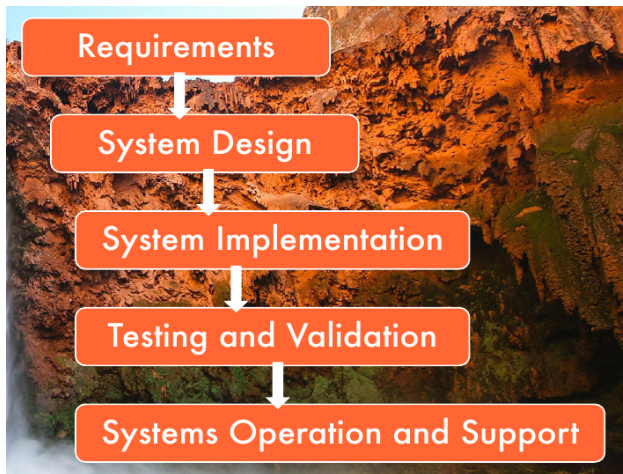 Requirements
System Design
System Implementation
Testing and Validation
Systems Operation and Support